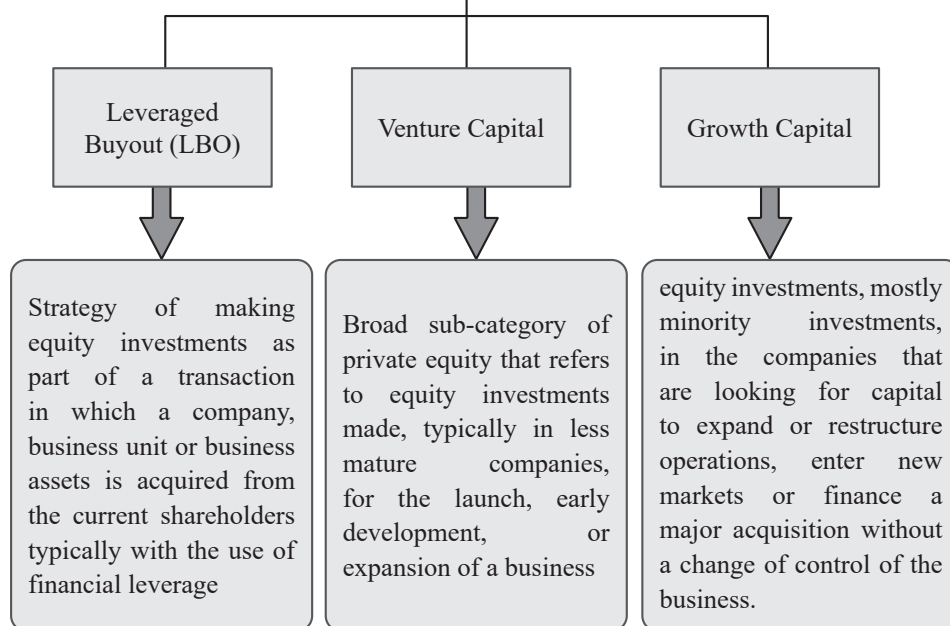 Leveraged
Buyout (LBO)
Venture Capital
Growth Capital
Strategy of making
equity investments as
part of a transaction
in which a company,
business unit or business
assets is acquired from
the current shareholders
typically with the use of
financial leverage
Broad sub-category of
private equity that refers
to equity investments
made, typically in less
mature companies,
for the launch, early
development, or
expansion of a business
equity investments, mostly
minority investments,
in the companies that
are looking for capital
to expand or restructure
operations, enter new
markets or finance a
major acquisition without
a change of control of the
business.